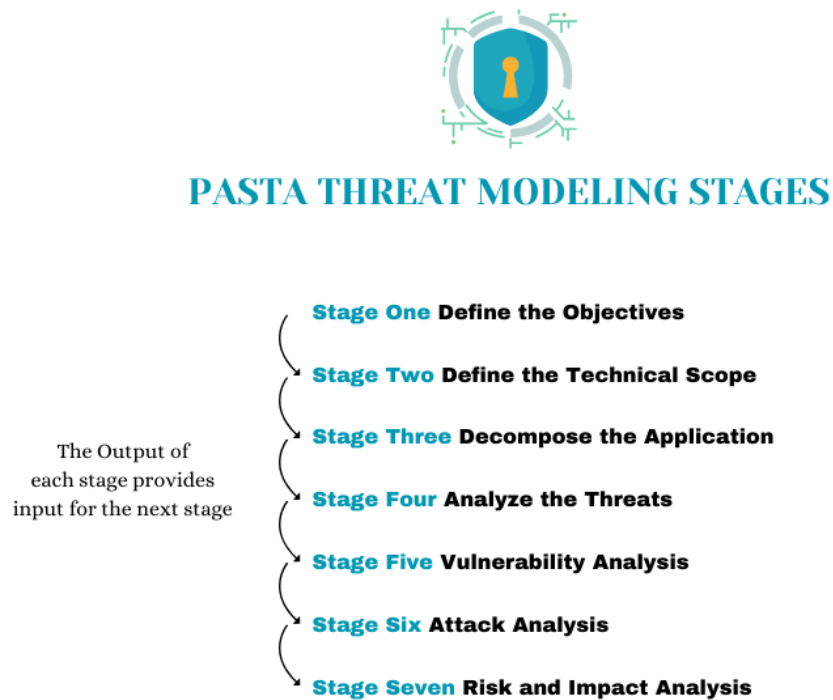 PASTA THREAT MODELING STAGES
Stage One Define the Objectives
Stage Two Define the Technical Scope
Stage Three Decompose the Application
The Output of
each stage provides
input for the next stage
Stage Four Analyze the Threats
Stage Five Vulnerability Analysis
Stage Six Attack Analysis
Stage Seven Risk and Impact Analysis